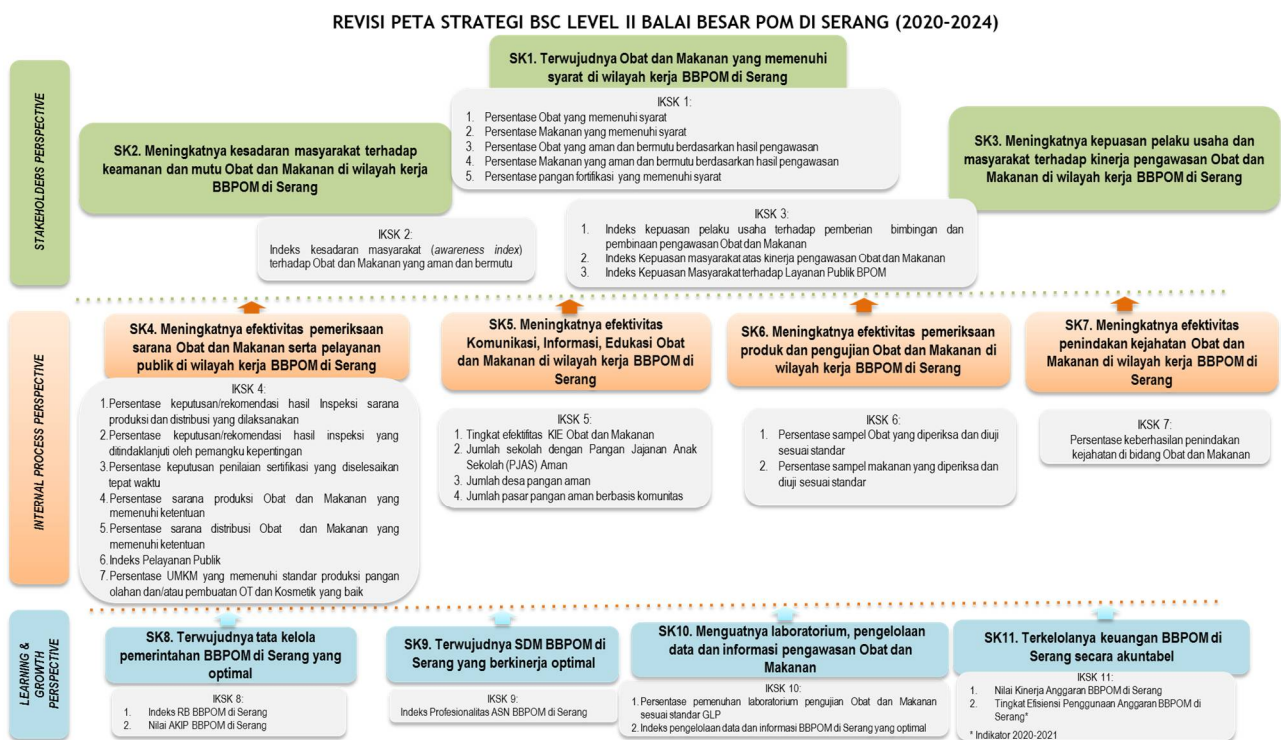 REVISI PETA STRATEGI BSC LEVEL II BALAI BESAR POM DI SERANG (2020-2024)
STAKEHOLDERS PERSPECTIVE
SK1. Terwujudnya Obat dan Makanan yang memenuhi
syarat di wilayah kerja BBPOM di Serang
IKSK 1:
1. Persentase Obat yang memenuhi syarat
2. Persentase Makanan yang memenuhi syarat
3. Persentase Obat yang aman dan bermutu berdasarkan hasil pengawasan
4. Persentase Makanan yang aman dan bermutu berdasarkan hasil pengawasan
5. Persentase pangan fortifikasi yang memenuhi syarat
SK2. Meningkatnya kesadaran masyarakat terhadap
keamanan dan mutu Obat dan Makanan di wilayah kerja
BBPOM di Serang
IKSK 2:
Indeks kesadaran masyarakat (awareness index)
terhadap Obat dan Makanan yang aman dan bermutu
SK3. Meningkatnya kepuasan pelaku usaha dan
masyarakat terhadap kinerja pengawasan Obat dan
Makanan di wilayah kerja BBPOM di Serang
IKSK 3:
1. Indeks kepuasan pelaku usaha terhadap pemberian bimbingan dan
pembinaan pengawasan Obat dan Makanan
2. Indeks Kepuasan masyarakat atas kinerja pengawasan Obat dan Makanan
3. Indeks Kepuasan Masyarakat terhadap Layanan Publik BPOM
INTERNAL PROCESS PERSPECTIVE
SK4. Meningkatnya efektivitas pemeriksaan
sarana Obat dan Makanan serta pelayanan
publik di wilayah kerja BBPOM di Serang
IKSK 4:
1. Persentase keputusan/rekomendasi hasil Inspeksi sarana
produksi dan distribusi yang dilaksanakan
2. Persentase keputusan/rekomendasi hasil inspeksi yang
ditindaklanjuti oleh pemangku kepentingan
3. Persentase keputusan penilaian sertifikasi yang diselesaikan
tepat waktu
4. Persentase sarana produksi Obat dan Makanan yang
memenuhi ketentuan
5. Persentase sarana distribusi Obat dan Makanan yang
memenuhi ketentuan
6. Indeks Pelayanan Publik
7. Persentase UMKM yang memenuhi standar produksi pangan
olahan dan/atau pembuatan OT dan Kosmetik yang baik
SK5. Meningkatnya efektivitas
Komunikasi, Informasi, Edukasi Obat
dan Makanan di wilayah kerja BBPOM di
Serang
IKSK 5:
1. Tingkat efektifitas KIE Obat dan Makanan
2. Jumlah sekolah dengan Pangan Jajanan Anak
Sekolah (PJAS) Aman
3. Jumlah desa pangan aman
4. Jumlah pasar pangan aman berbasis komunitas
SK6. Meningkatnya efektivitas pemeriksaan
produk dan pengujian Obat dan Makanan di
wilayah kerja BBPOM di Serang
IKSK 6:
1. Persentase sampel Obat yang diperiksa dan diuji
sesuai standar
2. Persentase sampel makanan yang diperiksa dan
diuji sesuai standar
SK7. Meningkatnya efektivitas
penindakan kejahatan Obat dan
Makanan di wilayah kerja BBPOM di
Serang
IKSK 7:
Persentase keberhasilan penindakan
kejahatan di bidang Obat dan Makanan
LEARNING &
GROWTH
PERSPECTIVE
SK8. Terwujudnya tata kelola
pemerintahan BBPOM di Serang yang
optimal
IKSK 8:
1. Indeks RB BBPOM di Serang
2. Nilai AKIP BBPOM di Serang
SK9. Terwujudnya SDM BBPOM di
Serang yang berkinerja optimal
IKSK 9:
Indeks Profesionalitas ASN BBPOM di Serang
SK10. Menguatnya laboratorium, pengelolaan
data dan informasi pengawasan Obat dan
Makanan
IKSK 10:
1. Persentase pemenuhan laboratorium pengujian Obat dan Makanan
sesuai standar GLP
2. Indeks pengelolaan data dan informasi BBPOM di Serang yang optimal
SK11. Terkelolanya keuangan BBPOM di
Serang secara akuntabel
IKSK 11:
1. Nilai Kinerja Anggaran BBPOM di Serang
2. Tingkat Efisiensi Penggunaan Anggaran BBPOM di
Serang*
* Indikator 2020-2021